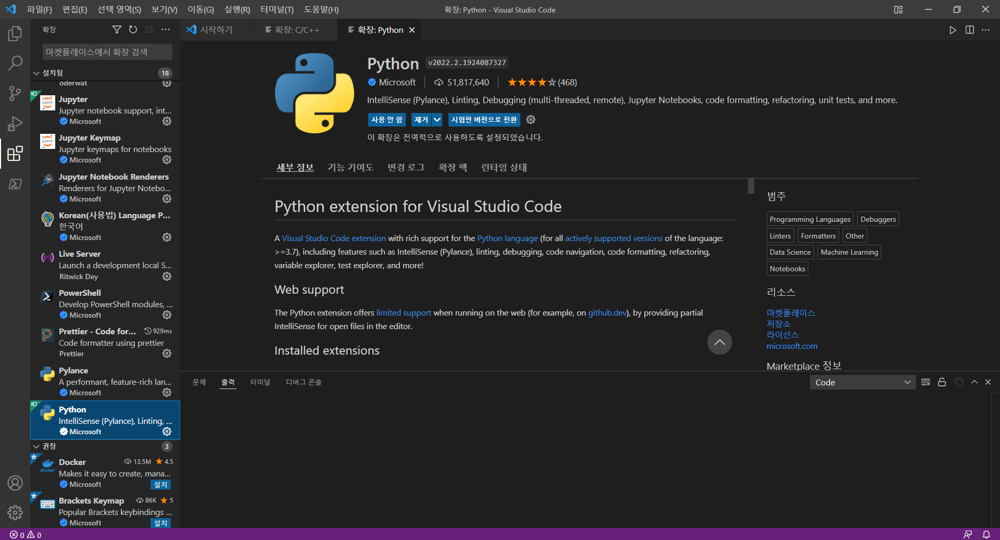 파일(F) 편집(E) 선택 영역(S) 보기(V) 이동(G) 실행(R) 터미널(T) 도움말(H)
확장: Python - Visual Studio Code
확장
마켓플레이스에서 확장 검색
설치됨 18
oderwat
Jupyter
Jupyter notebook support, int...
Microsoft
Jupyter Keymap
Jupyter keymaps for notebooks
Microsoft
Jupyter Notebook Renderers
Renderers for Jupyter Notebo...
Microsoft
Korean(사용법) Language P...
한국어
Microsoft
Live Server
Launch a development local S...
Ritwick Dey
PowerShell
Develop PowerShell modules, ...
Microsoft
Prettier - Code for... 929ms
Code formatter using prettier
Prettier
Pylance
A performant, feature-rich lan...
Microsoft
Python
IntelliSense (Pylance), Linting, ...
Microsoft
권장 3
Docker 13.5M 4.5
docker
Makes it easy to create, mana...
Microsoft 설치
Brackets Keymap 86K 5
Popular Brackets keybindings ...
Microsoft 설치
시작하기 확장: C/C++ 확장: Python
Python v2022.2.1924087327
Microsoft 51,817,640 (468)
IntelliSense (Pylance), Linting, Debugging (multi-threaded, remote), Jupyter Notebooks, code formatting, refactoring, unit tests, and more.
사용 안 함 제거 시험판 버전으로 전환
이 확장은 전역적으로 사용하도록 설정되었습니다.
세부 정보 기능 기여도 변경 로그 확장 팩 런타임 상태
Python extension for Visual Studio Code
A Visual Studio Code extension with rich support for the Python language (for all actively supported versions of the language:
>=3.7), including features such as IntelliSense (Pylance), linting, debugging, code navigation, code formatting, refactoring,
variable explorer, test explorer, and more!
Web support
The Python extension offers limited support when running on the web (for example, on github.dev), by providing partial
IntelliSense for open files in the editor.
Installed extensions
범주
Programming Languages Debuggers
Linters Formatters Other
Data Science Machine Learning
Notebooks
리소스
마켓플레이스
저장소
라이선스
microsoft.com
Marketplace 정보
문제 출력 터미널 디버그 콘솔
Code
0 0